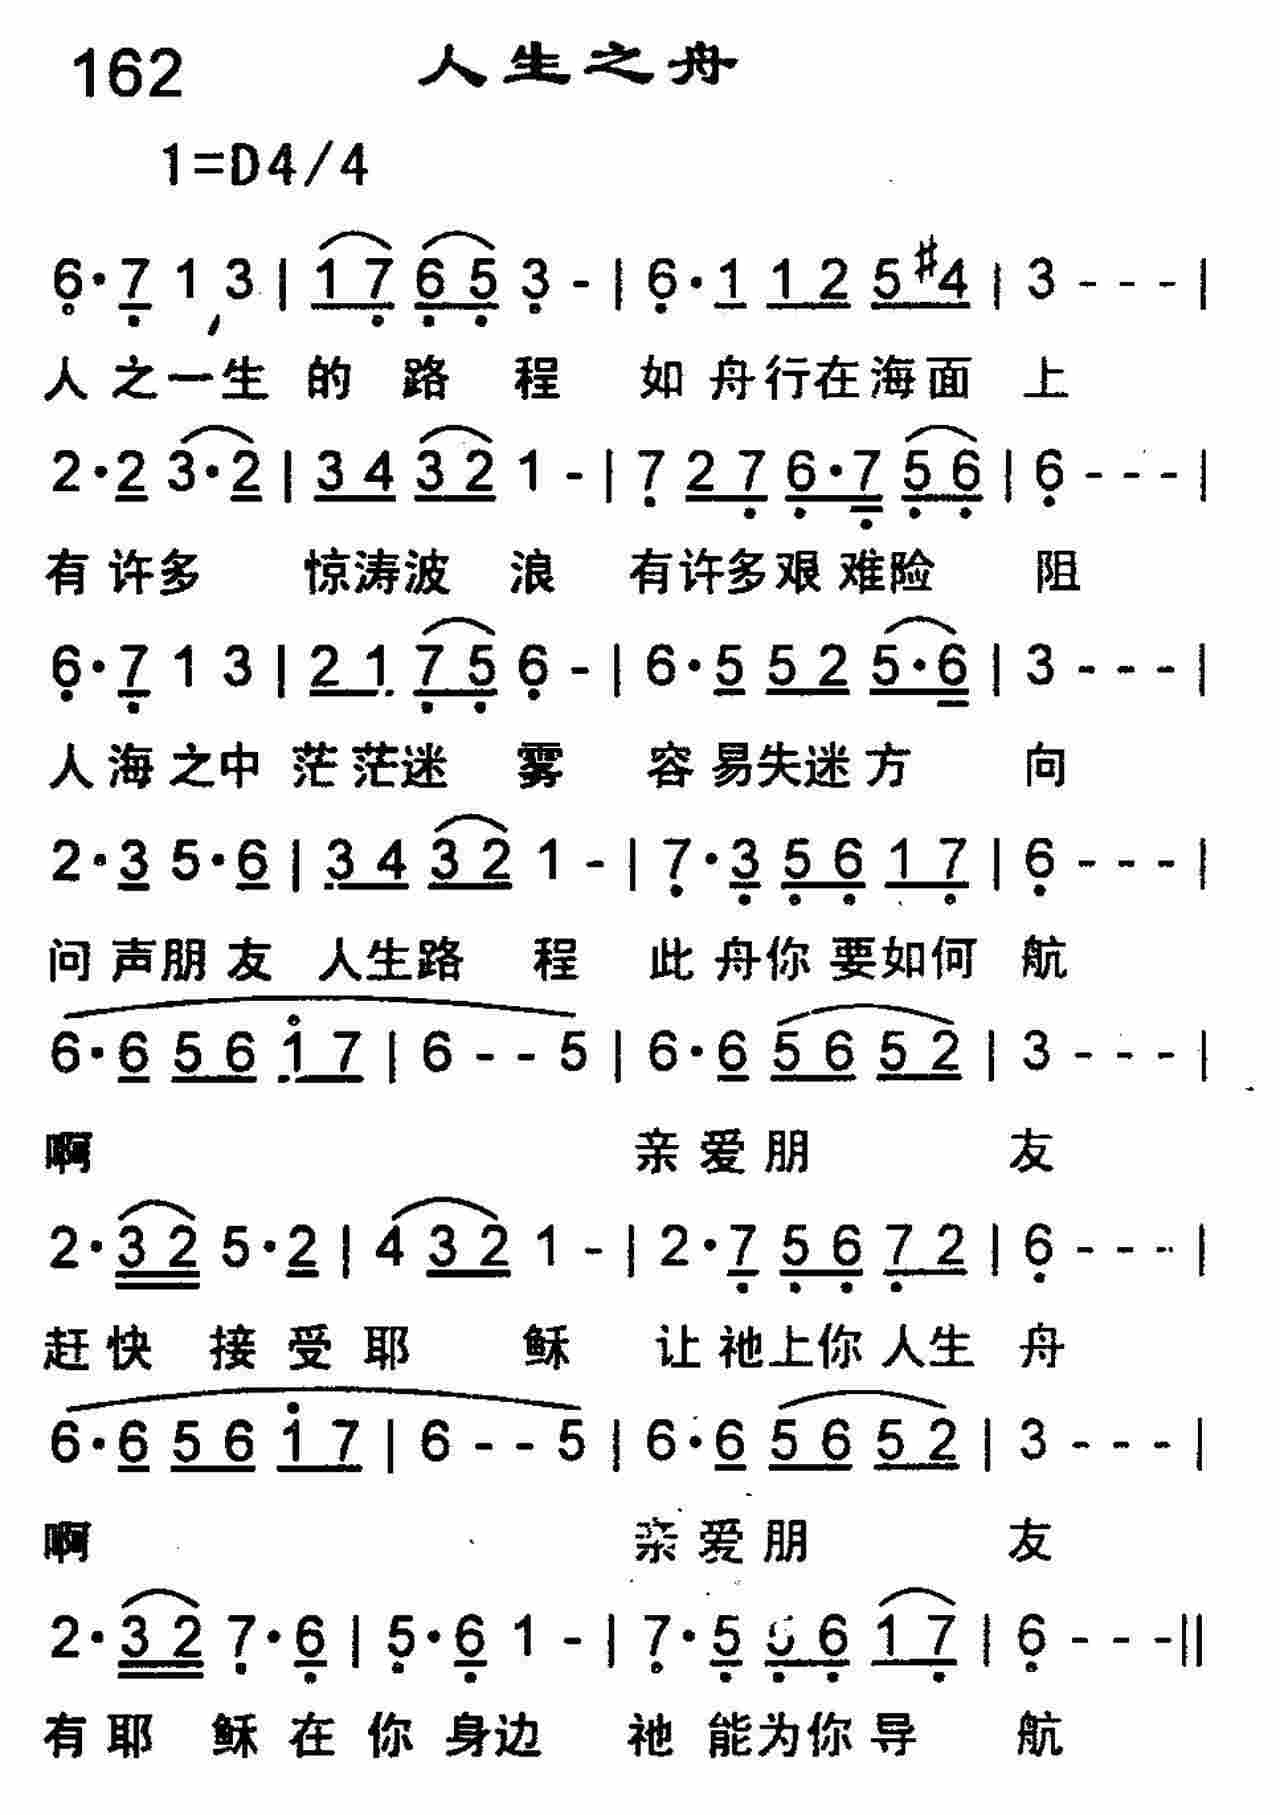 162 人生之舟
1=D4/4
6·7 1 3 | 1 7 6 5 3 - | 6·1 1 2 5 #4 | 3 - - - |
人之一生的路程如舟行在海面上
2·2 3·2 | 3 4 3 2 1 - | 7 2 7 6·7 5 6 | 6 - - - |
有许多惊涛波浪有许多艰难险阻
6·7 1 3 | 2 1 7 5 6 - | 6·5 5 2 5·6 | 3 - - - |
人海之中茫茫迷雾容易失迷方向
2·3 5·6 | 3 4 3 2 1 - | 7·3 5 6 1 7 | 6 - - - |
问声朋友人生路程此舟你要如何航
6·6 5 6 1 7 | 6 - - 5 | 6·6 5 6 5 2 | 3 - - - |
啊亲爱朋友
2·3 2 5·2 | 4 3 2 1 - | 2·7 5 6 7 2 | 6 - - - |
赶快接受耶稣让祂上你人生舟
6·6 5 6 1 7 | 6 - - 5 | 6·6 5 6 5 2 | 3 - - - |
啊亲爱朋友
2·3 2 7·6 | 5·6 1 - | 7·5 6 6 1 7 | 6 - - - ||
有耶稣在你身边祂能为你导航